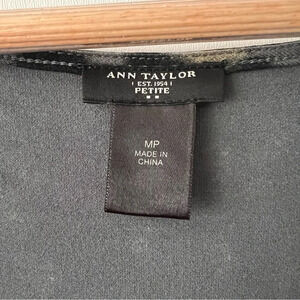 ANN TAYLOR
EST. 1954
PETITE
MP
MADE IN
CHINA